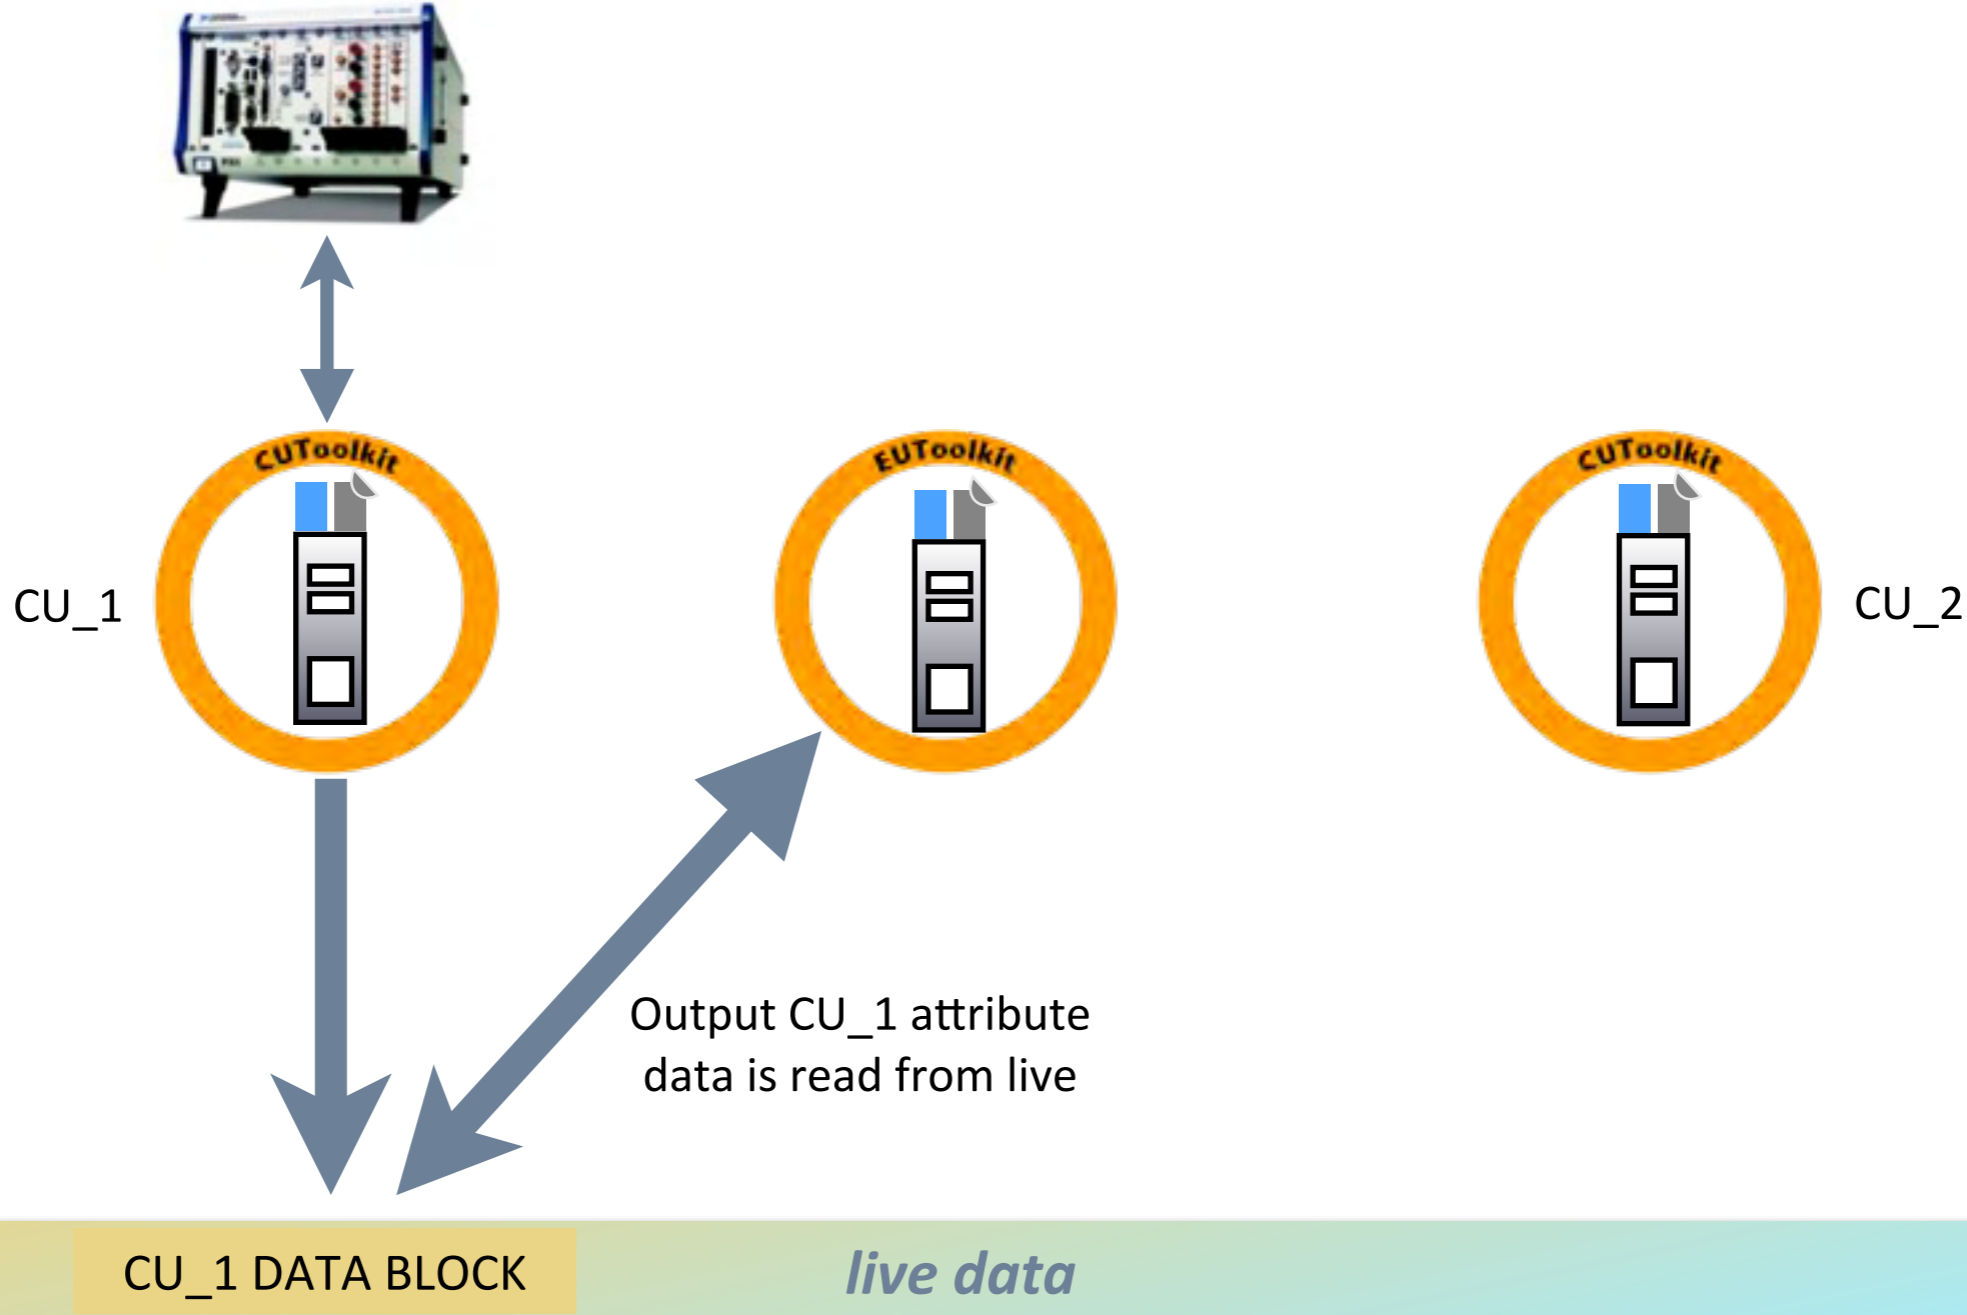 CUToolkit
EUToolkit
CUToolkit
CU_1
CU_2
Output CU_1 attribute
data is read from live
CU_1 DATA BLOCK
live data